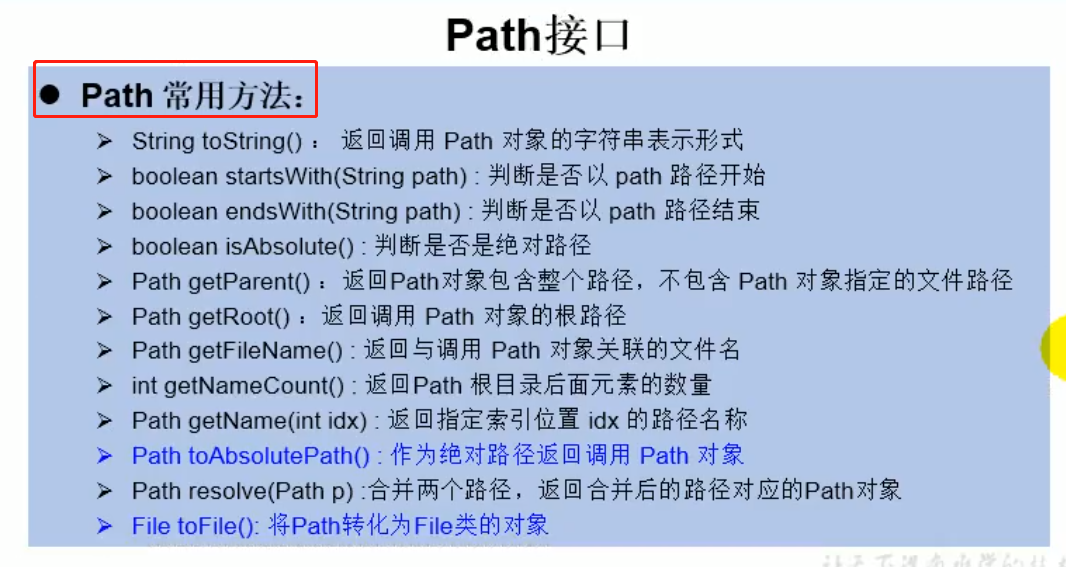 Path接口
● Path 常用方法：
➢ String toString() ： 返回调用 Path 对象的字符串表示形式
➢ boolean startsWith(String path) : 判断是否以 path 路径开始
➢ boolean endsWith(String path) : 判断是否以 path 路径结束
➢ boolean isAbsolute() : 判断是否是绝对路径
➢ Path getParent() ：返回Path对象包含整个路径，不包含 Path 对象指定的文件路径
➢ Path getRoot() ：返回调用 Path 对象的根路径
➢ Path getFileName() : 返回与调用 Path 对象关联的文件名
➢ int getNameCount() : 返回Path 根目录后面元素的数量
➢ Path getName(int idx) : 返回指定索引位置 idx 的路径名称
➢ Path toAbsolutePath() : 作为绝对路径返回调用 Path 对象
➢ Path resolve(Path p) :合并两个路径，返回合并后的路径对应的Path对象
➢ File toFile(): 将Path转化为File类的对象